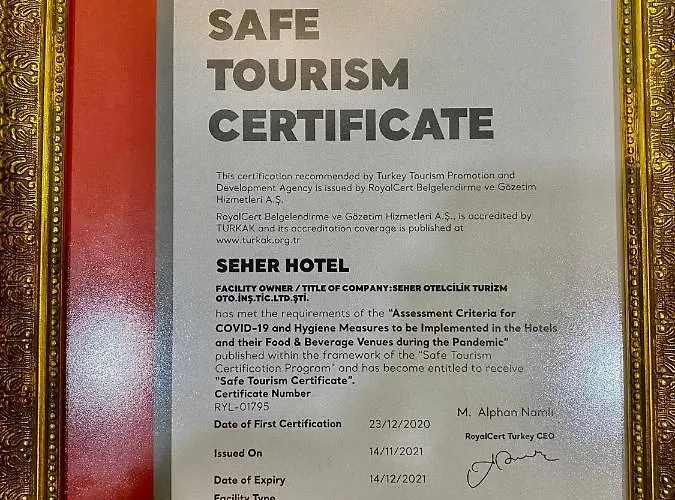 SAFE
TOURISM
CERTIFICATE
This certification recommended by Turkey Tourism Promotion and
Development Agency is issued by RoyalCert Belgelendirme ve Gözetim
Hizmetleri A.Ş.
RoyalCert Belgelendirme ve Gözetim Hizmetleri A.Ş., is accredited by
TURKAK and its accreditation coverage is published at
www.turkak.org.tr
SEHER HOTEL
FACILITY OWNER / TITLE OF COMPANY:SEHER OTELCİLİK TURİZM
OTO.İNŞ.TİC.LTD.ŞTİ.
has met the requirements of the "Assessment Criteria for
COVID-19 and Hygiene Measures to be Implemented in the Hotels
and their Food & Beverage Venues during the Pandemic"
published within the framework of the "Safe Tourism
Certification Program" and has become entitled to receive
"Safe Tourism Certificate".
Certificate Number
RYL-01795
M. Alphan Namlı
Date of First Certification 23/12/2020
RoyalCert Turkey CEO
Issued On 14/11/2021
Date of Expiry 14/12/2021
Facility Type